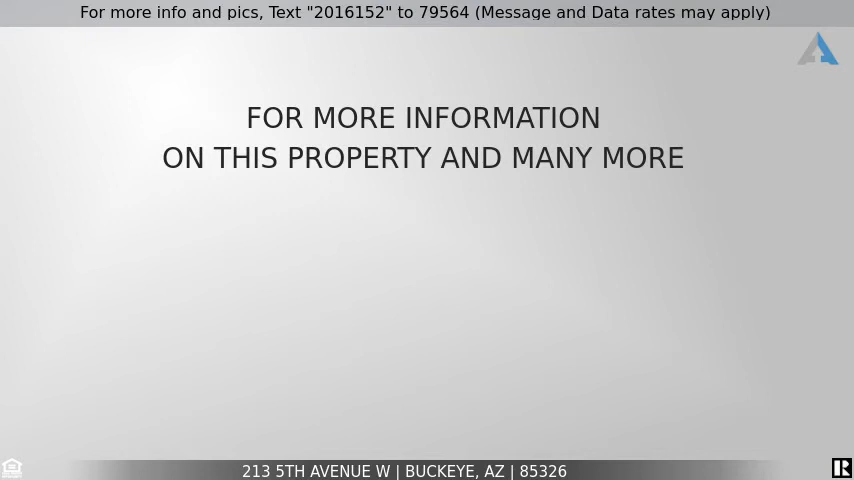 For more info and pics, Text "2016152" to 79564 (Message and Data rates may apply)
FOR MORE INFORMATION
ON THIS PROPERTY AND MANY MORE
213 5TH AVENUE W | BUCKEYE, AZ | 85326